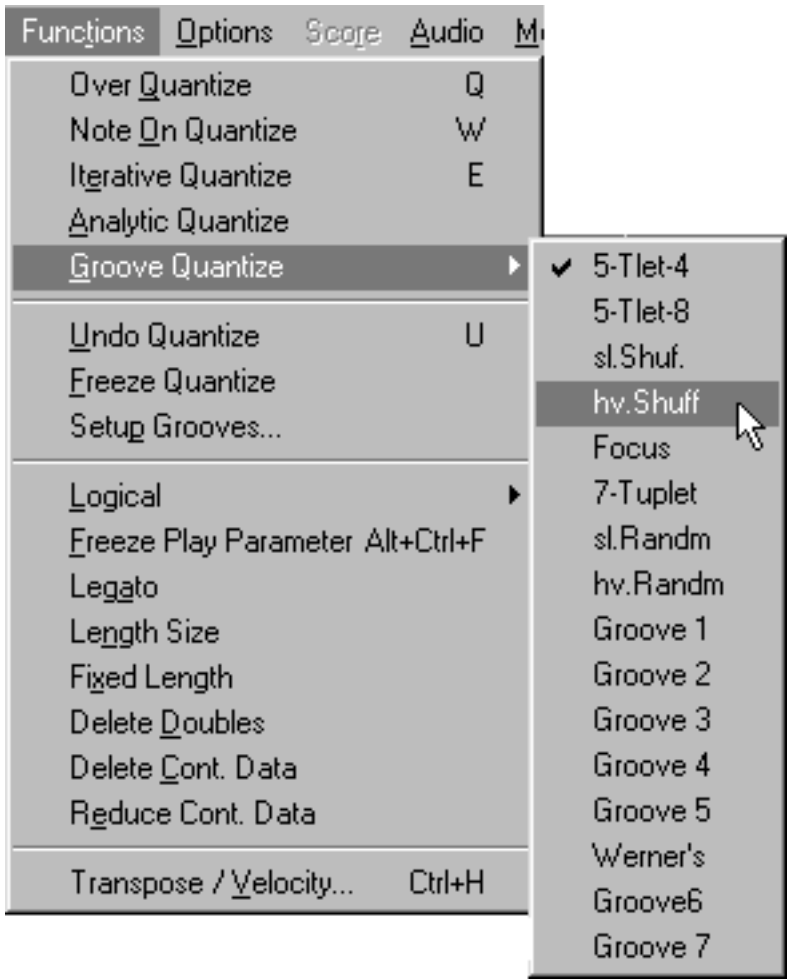 Functions Options Score Audio M
Over Quantize Q
Note On Quantize W
Iterative Quantize E
Analytic Quantize
Groove Quantize
Undo Quantize U
Freeze Quantize
Setup Grooves...
Logical
Freeze Play Parameter Alt+Ctrl+F
Legato
Length Size
Fixed Length
Delete Doubles
Delete Cont. Data
Reduce Cont. Data
Transpose / Velocity... Ctrl+H
5-Tlet-4
5-Tlet-8
sl.Shuf.
hv.Shuff
Focus
7-Tuplet
sl.Randm
hv.Randm
Groove 1
Groove 2
Groove 3
Groove 4
Groove 5
Werner's
Groove6
Groove 7